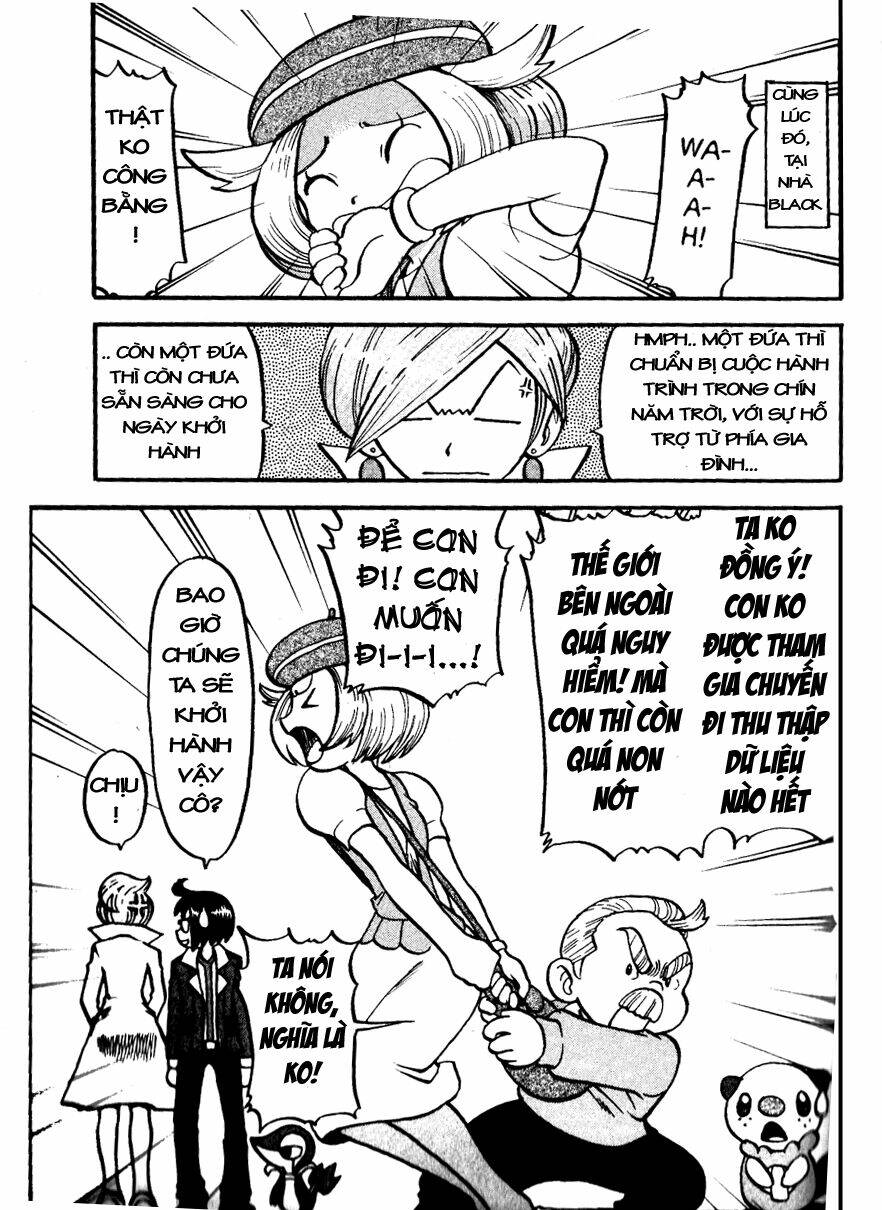 CÙNG
LÚC
ĐÓ,
TẠI
NHÀ
BLACK
WA-
A-
A-
H!
THẬT
KO
CÔNG
BẰNG
!
HMPH.. MỘT ĐỨA THÌ
CHUẨN BỊ CUỘC HÀNH
TRÌNH TRONG CHÍN
NĂM TRỜI, VỚI SỰ HỖ
TRỢ TỪ PHÍA GIA
ĐÌNH...
.. CÒN MỘT ĐỨA
THÌ CÒN CHƯA
SẴN SÀNG CHO
NGÀY KHỞI
HÀNH
TA KO
ĐỒNG Ý!
CON KO
ĐƯỢC THAM
GIA CHUYẾN
ĐI THU THẬP
DỮ LIỆU
NÀO HẾT
THẾ GIỚI
BÊN NGOÀI
QUÁ NGUY
HIỂM! MÀ
CON THÌ CÒN
QUÁ NON
NỚT
ĐỂ CON
ĐI! CON
MUỐN
ĐI-I-I...!
BAO
GIỜ
CHÚNG
TA SẼ
KHỞI
HÀNH
VẬY
CÔ?
CHỊU
!
TA NÓI
KHÔNG,
NGHĨA LÀ
KO!